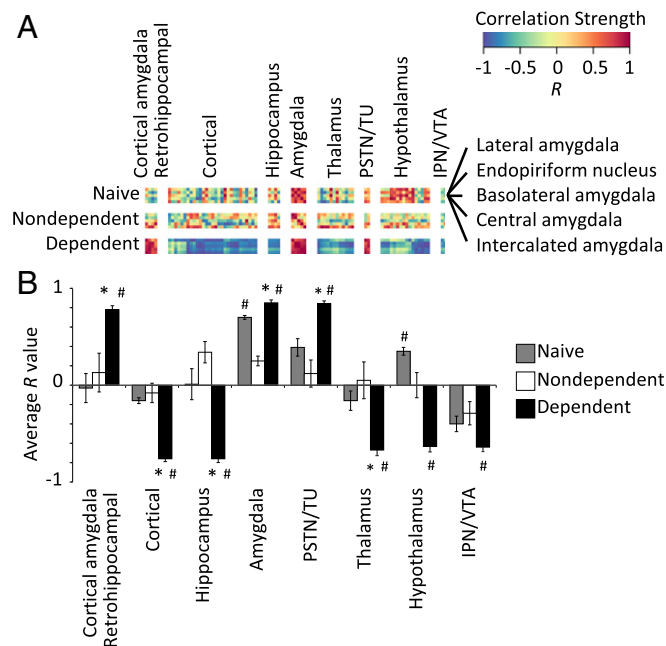 A
Correlation Strength
-1 -0.5 0 0.5 1
R
Cortical amygdala
Retrohippocampal
Cortical
Hippocampus
Amygdala
Thalamus
PSTN/TU
Hypothalamus
IPN/VTA
Naive
Nondependent
Dependent
Lateral amygdala
Endopiriform nucleus
Basolateral amygdala
Central amygdala
Intercalated amygdala
B
Average R value
1
0
-1
* #
* #
* #
#
* #
* #
* #
#
#
#
Naive
Nondependent
Dependent
Cortical amygdala
Retrohippocampal
Cortical
Hippocampus
Amygdala
PSTN/TU
Thalamus
Hypothalamus
IPN/VTA